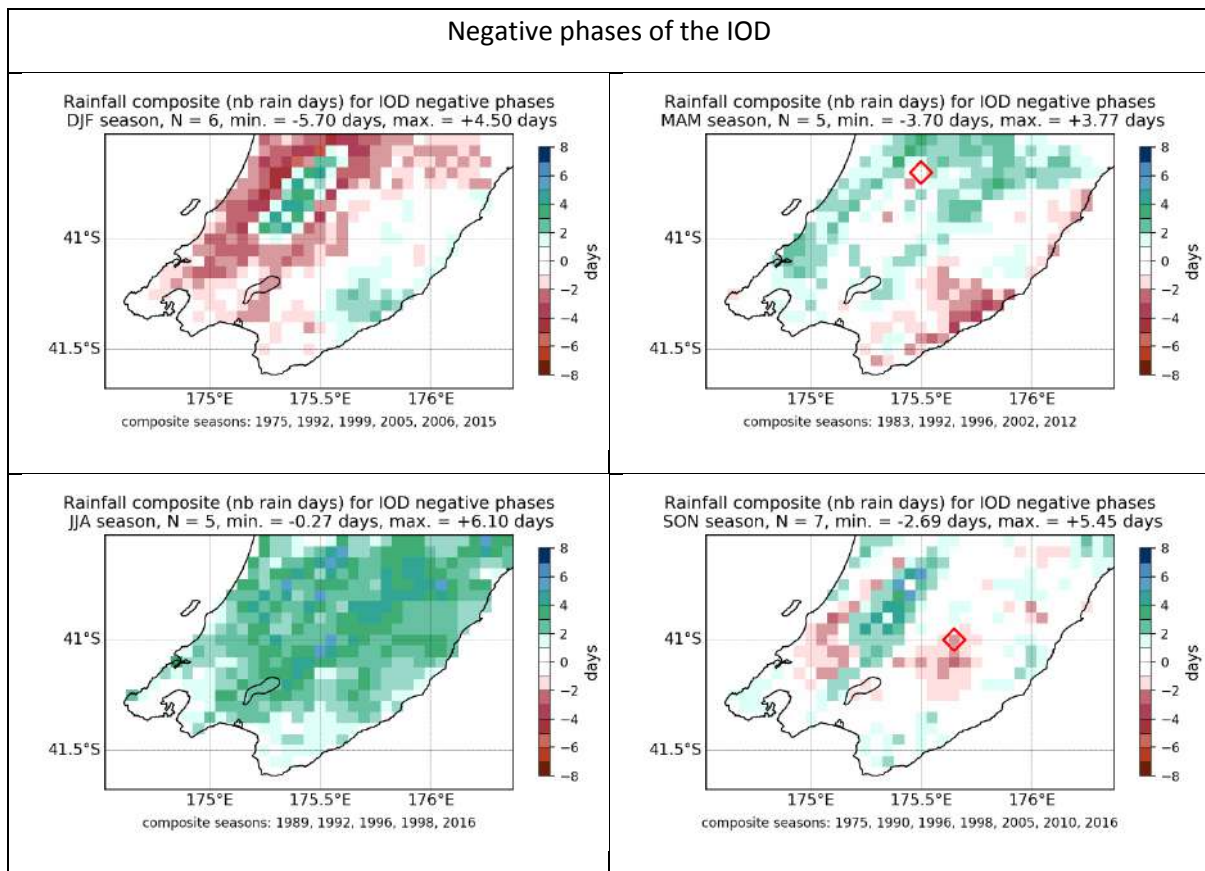 Negative phases of the IOD
Rainfall composite (nb rain days) for IOD negative phases
DJF season, N = 6, min. = -5.70 days, max. = +4.50 days
8
6
4
2
0
−2
−4
−6
−8
days
41°S
41.5°S
175°E 175.5°E 176°E
composite seasons: 1975, 1992, 1999, 2005, 2006, 2015
Rainfall composite (nb rain days) for IOD negative phases
MAM season, N = 5, min. = -3.70 days, max. = +3.77 days
8
6
4
2
0
−2
−4
−6
−8
days
41°S
41.5°S
175°E 175.5°E 176°E
composite seasons: 1983, 1992, 1996, 2002, 2012
Rainfall composite (nb rain days) for IOD negative phases
JJA season, N = 5, min. = -0.27 days, max. = +6.10 days
8
6
4
2
0
−2
−4
−6
−8
days
41°S
41.5°S
175°E 175.5°E 176°E
composite seasons: 1989, 1992, 1996, 1998, 2016
Rainfall composite (nb rain days) for IOD negative phases
SON season, N = 7, min. = -2.69 days, max. = +5.45 days
8
6
4
2
0
−2
−4
−6
−8
days
41°S
41.5°S
175°E 175.5°E 176°E
composite seasons: 1975, 1990, 1996, 1998, 2005, 2010, 2016